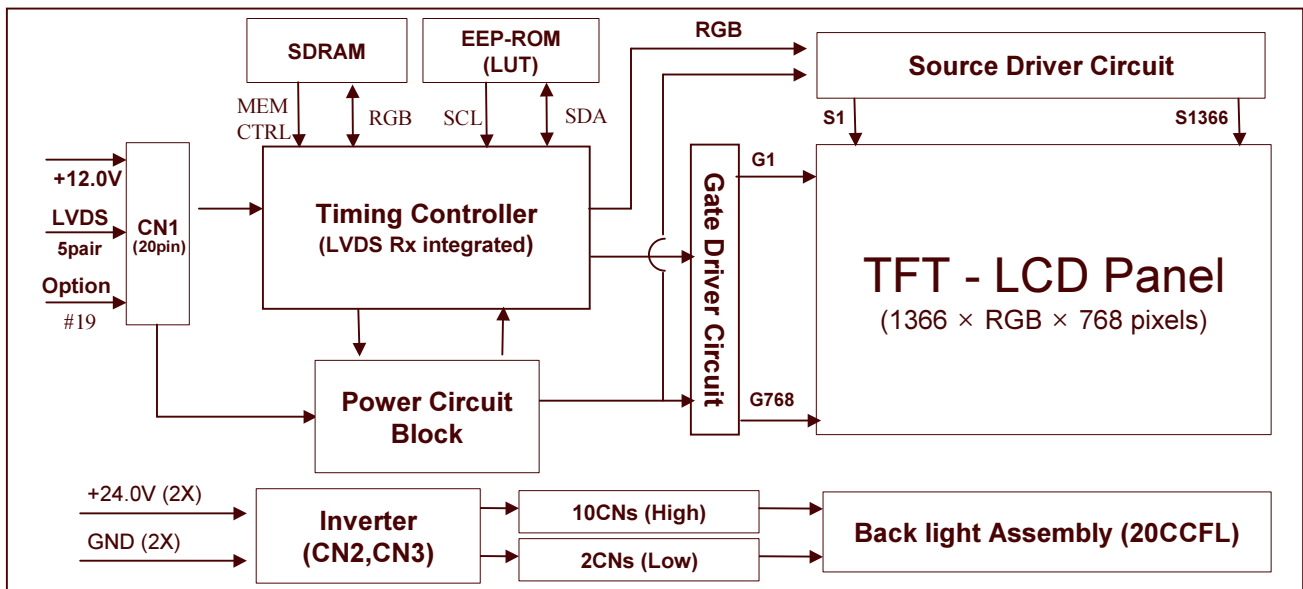 SDRAM
EEP-ROM
(LUT)
RGB
Source Driver Circuit
MEM
CTRL
RGB
SCL
SDA
S1
S1366
+12.0V
LVDS
5pair
Option
#19
CN1
(20pin)
Timing Controller
(LVDS Rx integrated)
Gate Driver Circuit
G1
G768
TFT - LCD Panel
(1366 × RGB × 768 pixels)
Power Circuit
Block
+24.0V (2X)
GND (2X)
Inverter
(CN2,CN3)
10CNs (High)
2CNs (Low)
Back light Assembly (20CCFL)